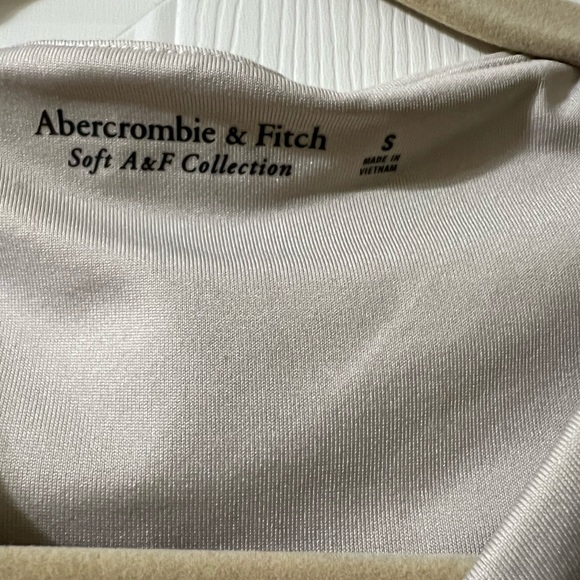 Abercrombie & Fitch
Soft A&F Collection
S
MADE IN
VIETNAM